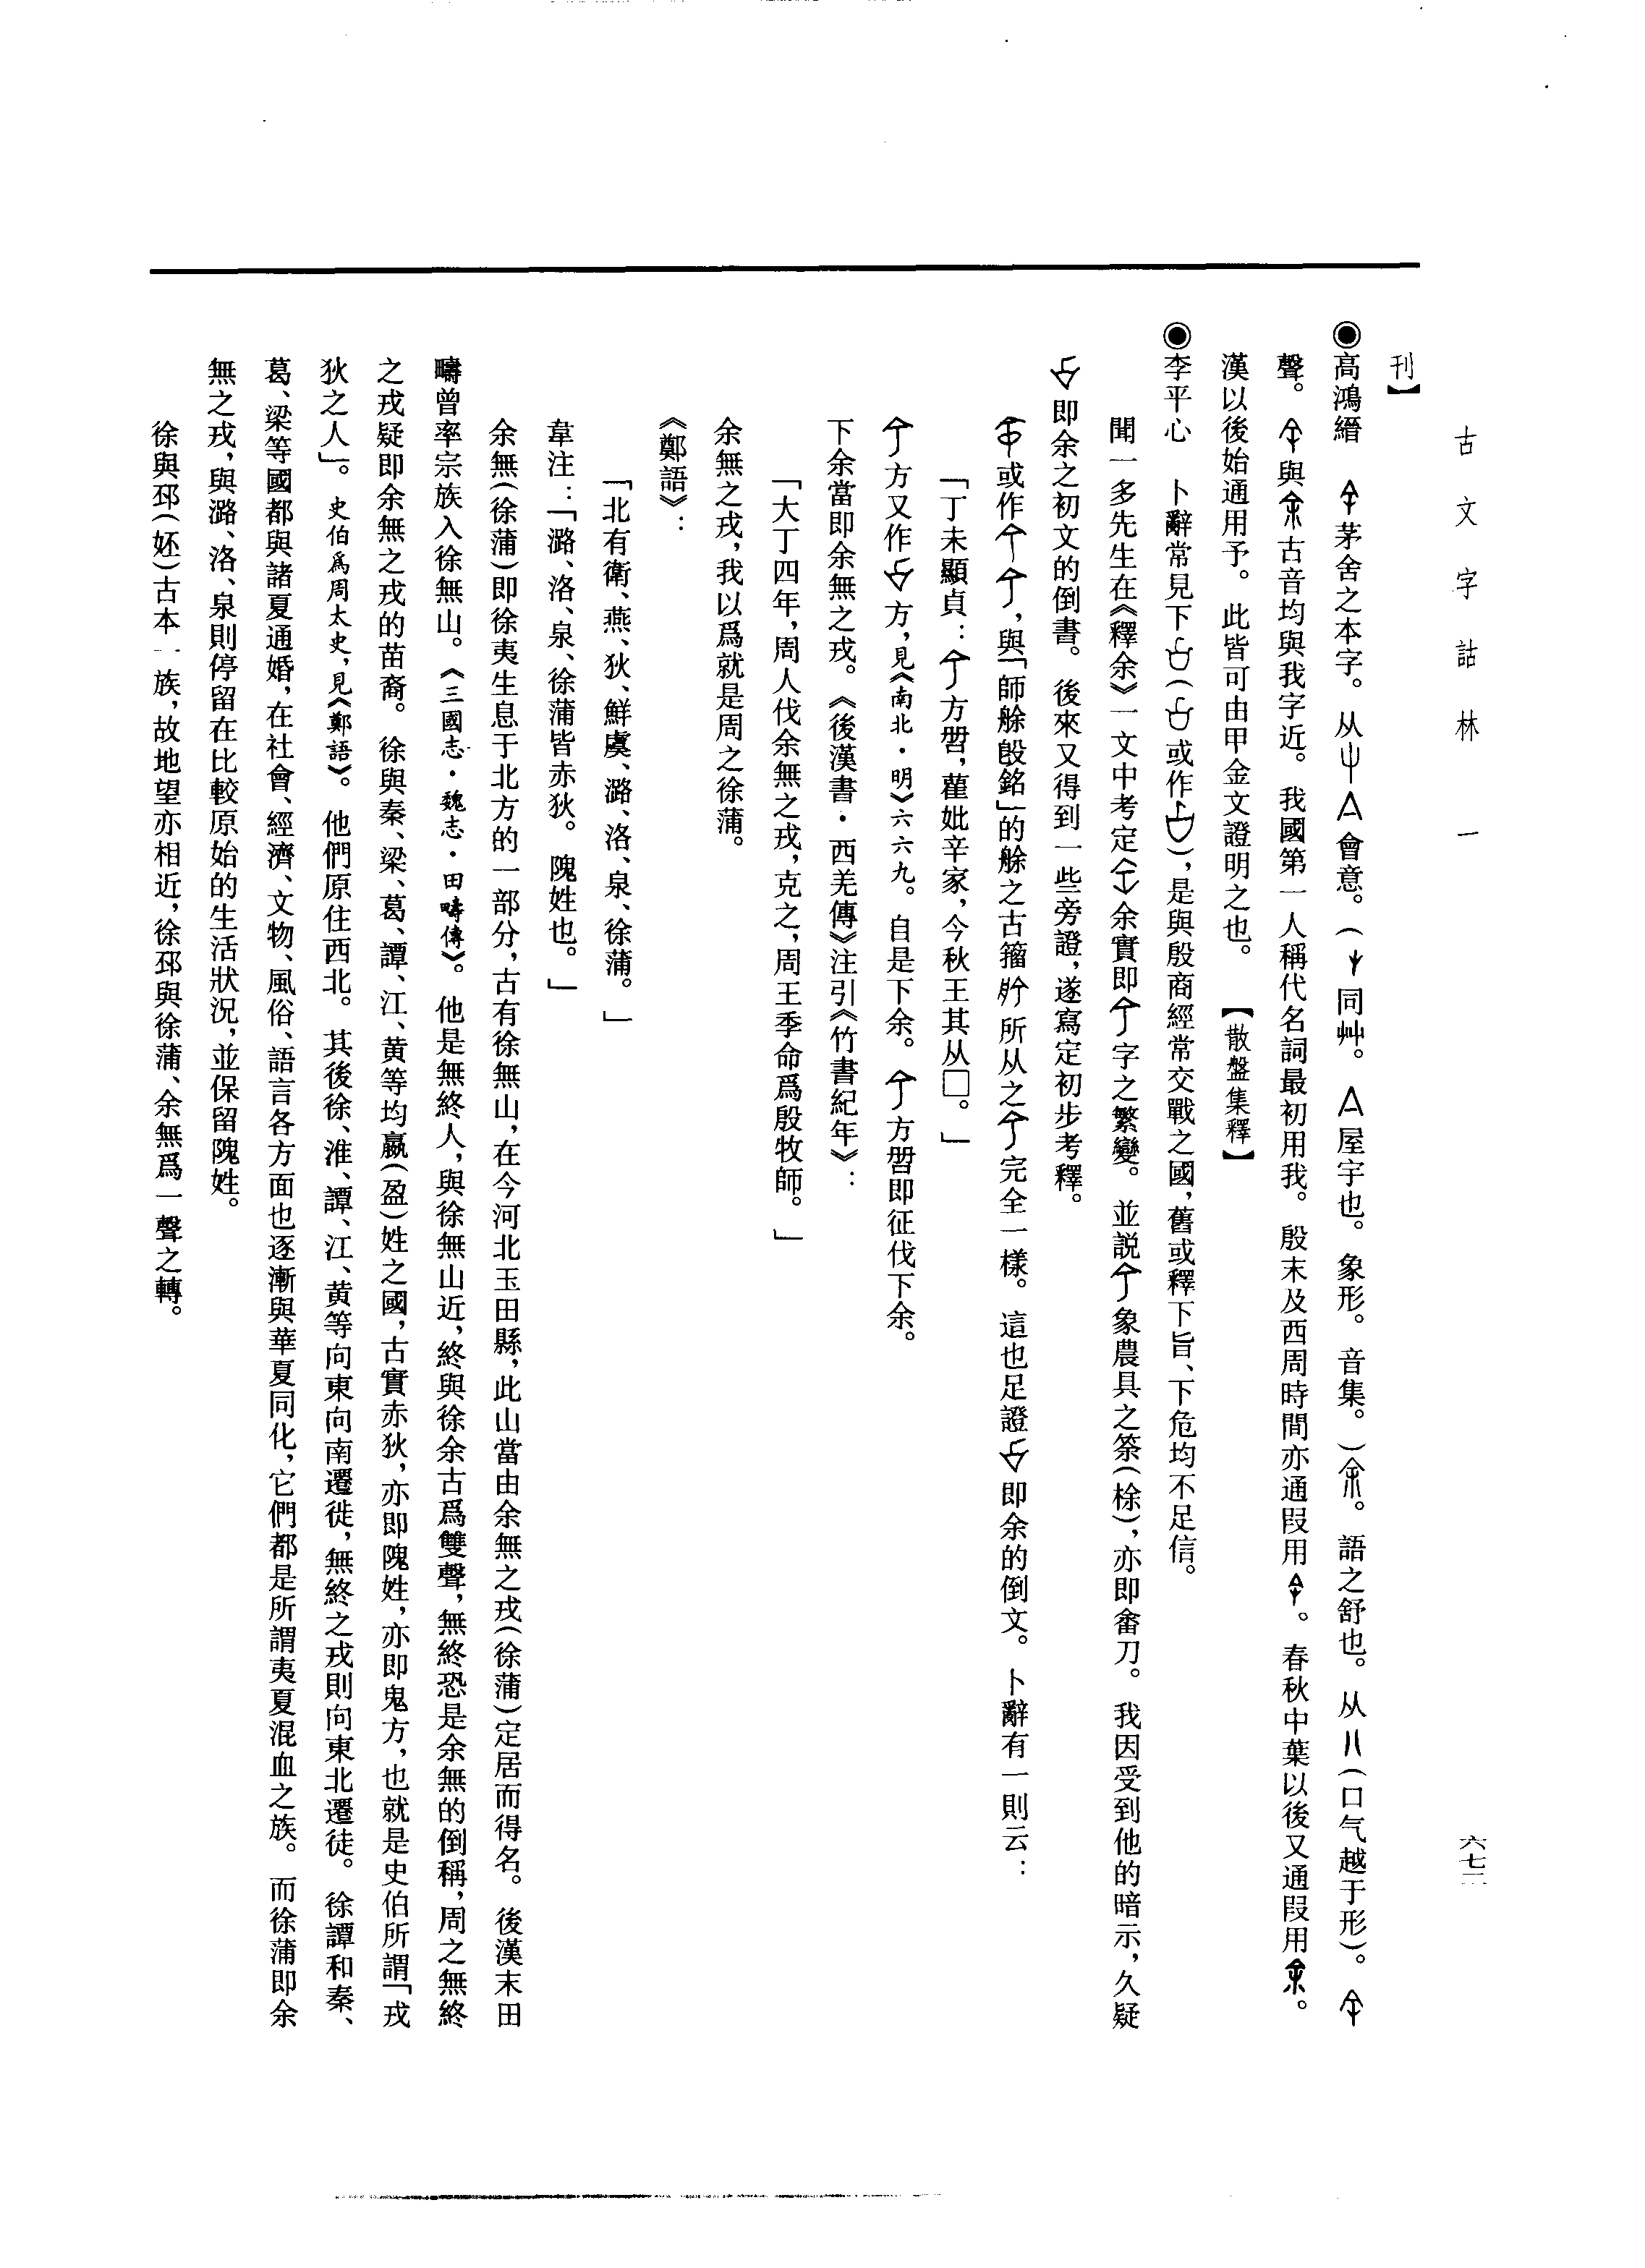 古文字詁林 一
六七二
刊】
◉高鴻縉 茅舍之本字。从屮亼會意。（同艸。亼屋宇也。象形。音集。）余。語之舒也。从八（口气越于形）。
聲。與余古音均與我字近。我國第一人稱代名詞最初用我。殷末及西周時間亦通叚用。春秋中葉以後又通叚用余。
漢以後始通用予。此皆可由甲金文證明之也。【散盤集釋】
◉李平心 卜辭常見下（或作），是與殷商經常交戰之國，舊或釋下旨、下危均不足信。
聞一多先生在《釋余》一文中考定余實即字之繁變。並説象農具之筡（梌），亦即畬刀。我因受到他的暗示，久疑
即余之初文的倒書。後來又得到一些旁證，遂寫定初步考釋。
或作，與「師艅𣪘銘」的艅之古籀所从之完全一樣。這也足證即余的倒文。卜辭有一則云：
「丁未顯貞：方㽙，雚妣辛家，今秋王其从□。」
方又作方，見《南北·明》六六九。自是下余。方㽙即征伐下余。
下余當即余無之戎。《後漢書·西羌傳》注引《竹書紀年》：
「大丁四年，周人伐余無之戎，克之，周王季命爲殷牧師。」
余無之戎，我以爲就是周之徐蒲。
《鄭語》：
「北有衛、燕、狄、鮮虞、潞、洛、泉、徐蒲。」
韋注：「潞、洛、泉、徐蒲皆赤狄。隗姓也。」
余無（徐蒲）即徐夷生息于北方的一部分，古有徐無山，在今河北玉田縣，此山當由余無之戎（徐蒲）定居而得名。後漢末田
疇曾率宗族入徐無山。《三國志·魏志·田疇傳》。他是無終人，與徐無山近，終與徐余古爲雙聲，無終恐是余無的倒稱，周之無終
之戎疑即余無之戎的苗裔。徐與秦、梁、葛、譚、江、黄等均嬴（盈）姓之國，古實赤狄，亦即隗姓，亦即鬼方，也就是史伯所謂「戎
狄之人」。史伯爲周太史，見《鄭語》。他們原住西北。其後徐、淮、譚、江、黄等向東向南遷徙，無終之戎則向東北遷徒。徐譚和秦、
葛、梁等國都與諸夏通婚，在社會、經濟、文物、風俗、語言各方面也逐漸與華夏同化，它們都是所謂夷夏混血之族。而徐蒲即余
無之戎，與潞、洛、泉則停留在比較原始的生活狀況，並保留隗姓。
徐與邳（㚰）古本一族，故地望亦相近，徐邳與徐蒲、余無爲一聲之轉。